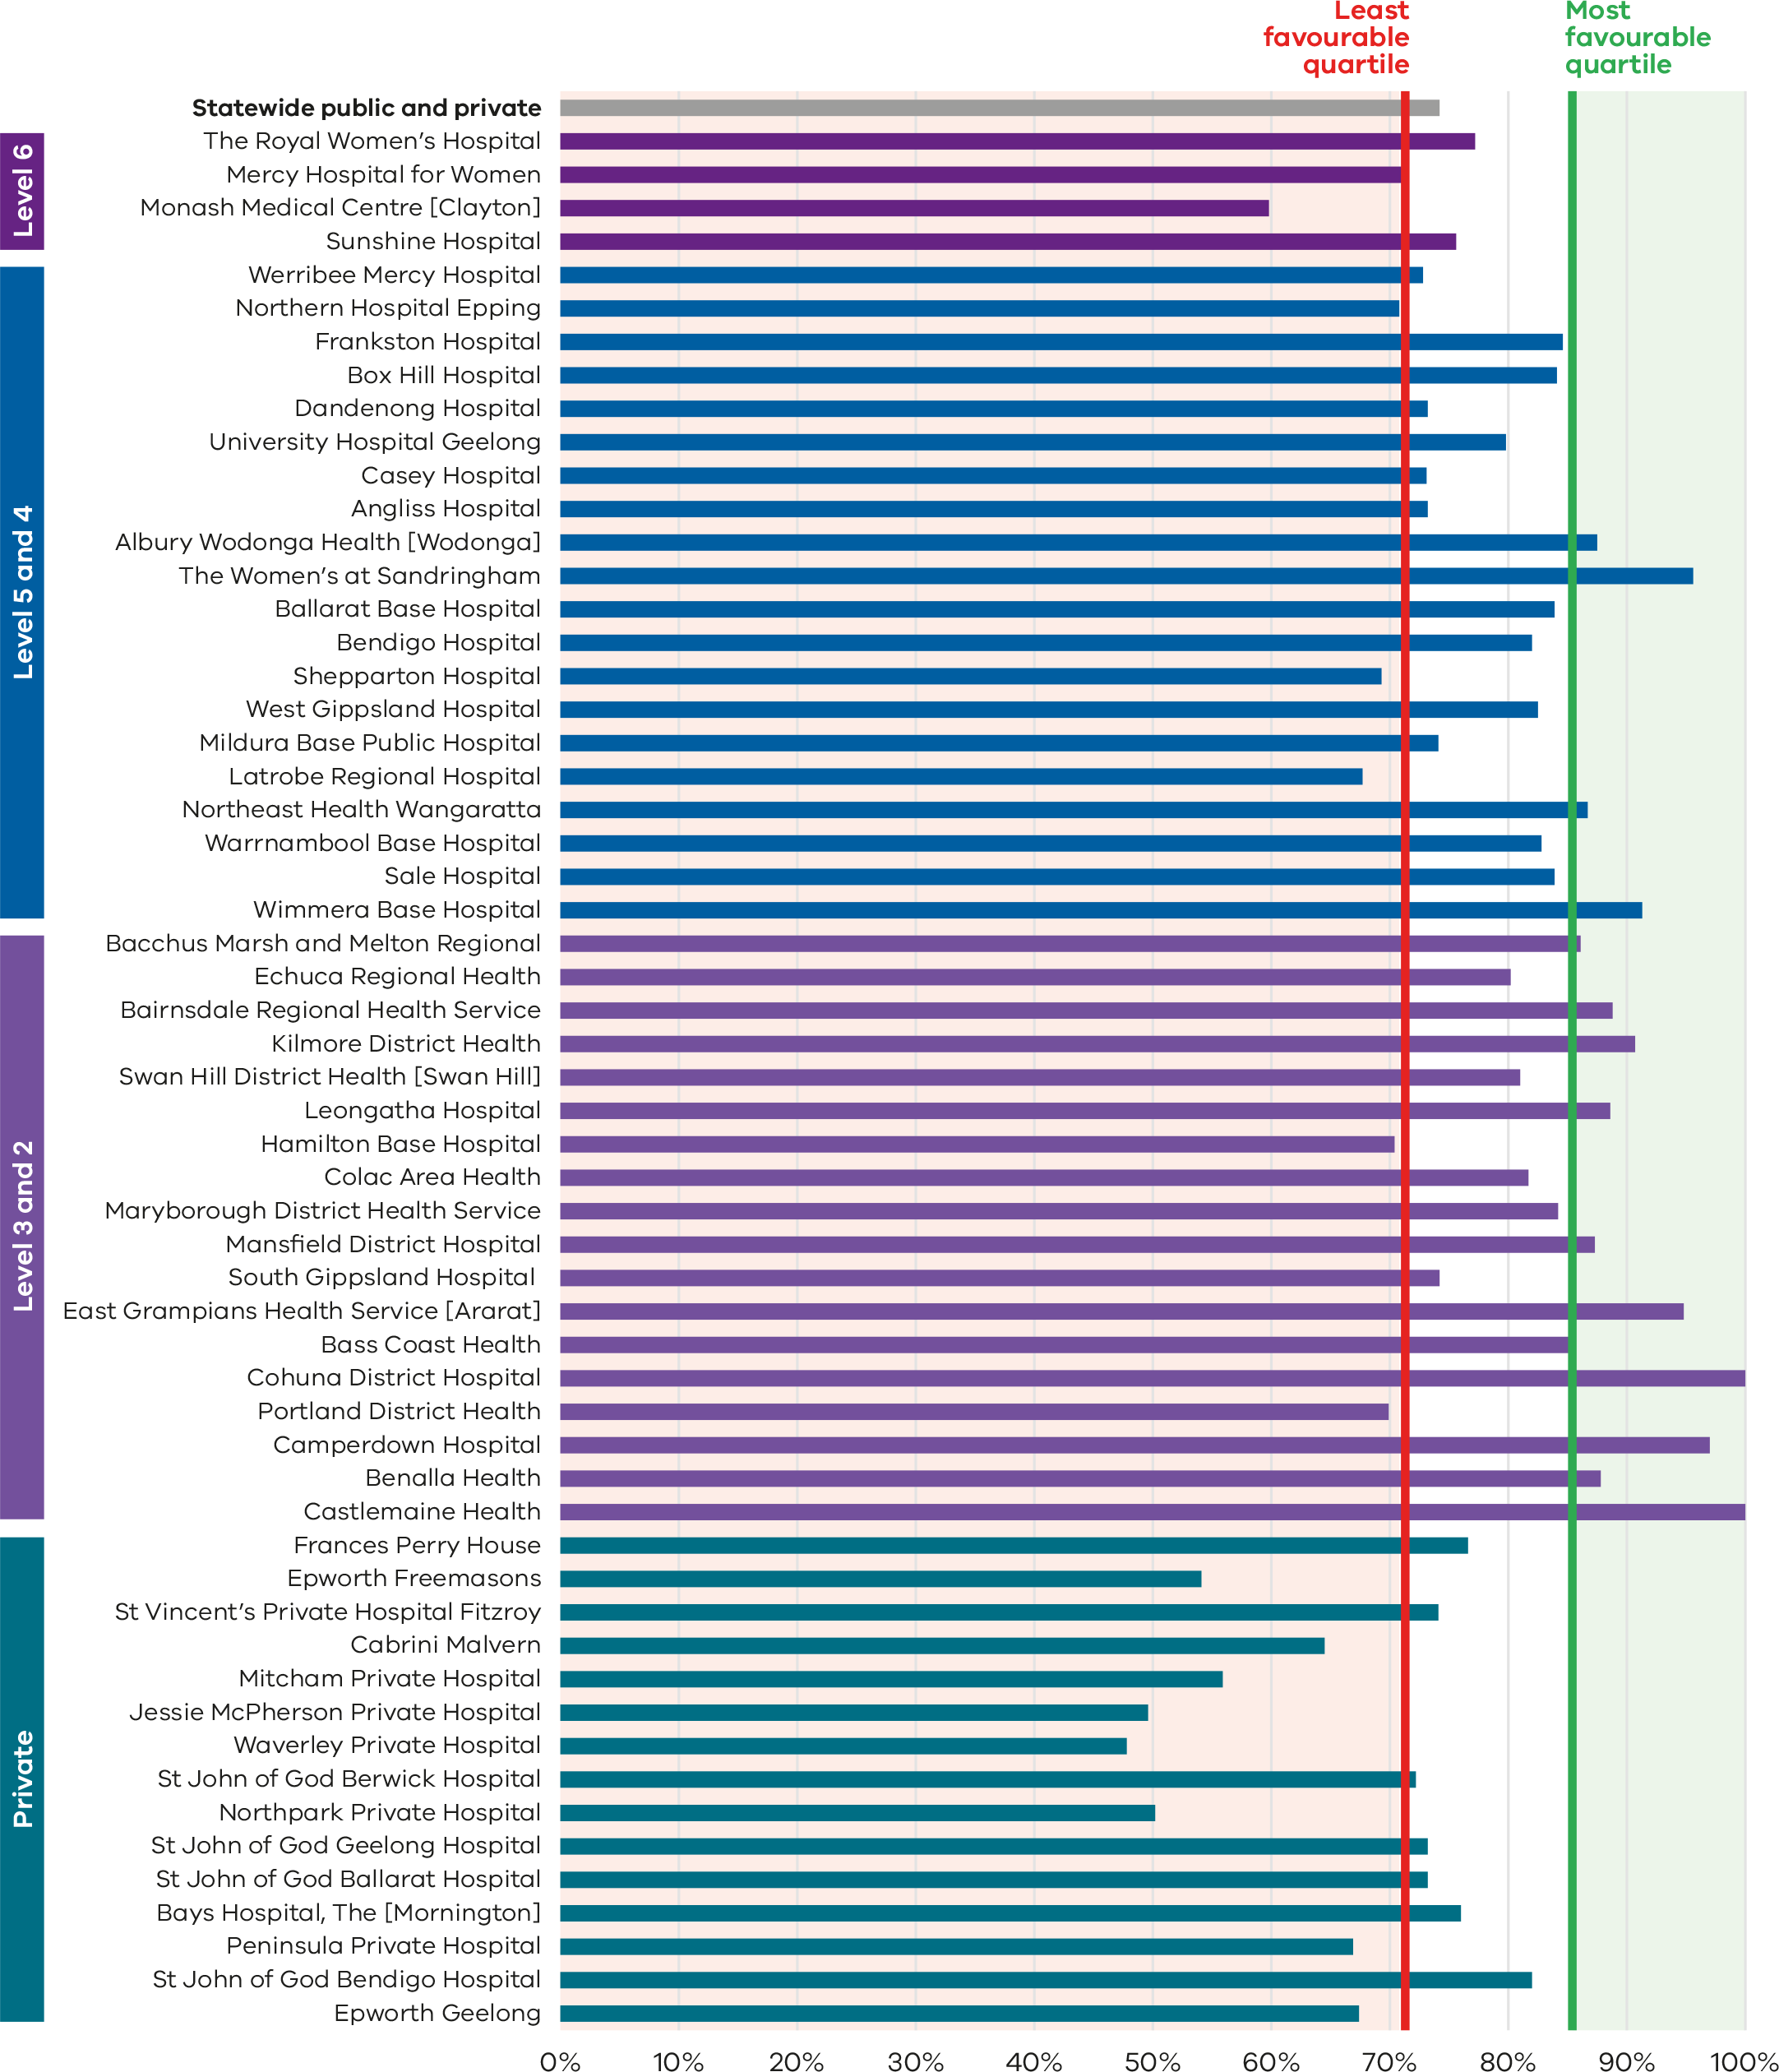 Least
favourable
quartile
Most
favourable
quartile
Statewide public and private
Level 6
The Royal Women’s Hospital
Mercy Hospital for Women
Monash Medical Centre [Clayton]
Sunshine Hospital
Level 5 and 4
Werribee Mercy Hospital
Northern Hospital Epping
Frankston Hospital
Box Hill Hospital
Dandenong Hospital
University Hospital Geelong
Casey Hospital
Angliss Hospital
Albury Wodonga Health [Wodonga]
The Women’s at Sandringham
Ballarat Base Hospital
Bendigo Hospital
Shepparton Hospital
West Gippsland Hospital
Mildura Base Public Hospital
Latrobe Regional Hospital
Northeast Health Wangaratta
Warrnambool Base Hospital
Sale Hospital
Wimmera Base Hospital
Level 3 and 2
Bacchus Marsh and Melton Regional
Echuca Regional Health
Bairnsdale Regional Health Service
Kilmore District Health
Swan Hill District Health [Swan Hill]
Leongatha Hospital
Hamilton Base Hospital
Colac Area Health
Maryborough District Health Service
Mansfield District Hospital
South Gippsland Hospital
East Grampians Health Service [Ararat]
Bass Coast Health
Cohuna District Hospital
Portland District Health
Camperdown Hospital
Benalla Health
Castlemaine Health
Private
Frances Perry House
Epworth Freemasons
St Vincent’s Private Hospital Fitzroy
Cabrini Malvern
Mitcham Private Hospital
Jessie McPherson Private Hospital
Waverley Private Hospital
St John of God Berwick Hospital
Northpark Private Hospital
St John of God Geelong Hospital
St John of God Ballarat Hospital
Bays Hospital, The [Mornington]
Peninsula Private Hospital
St John of God Bendigo Hospital
Epworth Geelong
0% 10% 20% 30% 40% 50% 60% 70% 80% 90% 100%